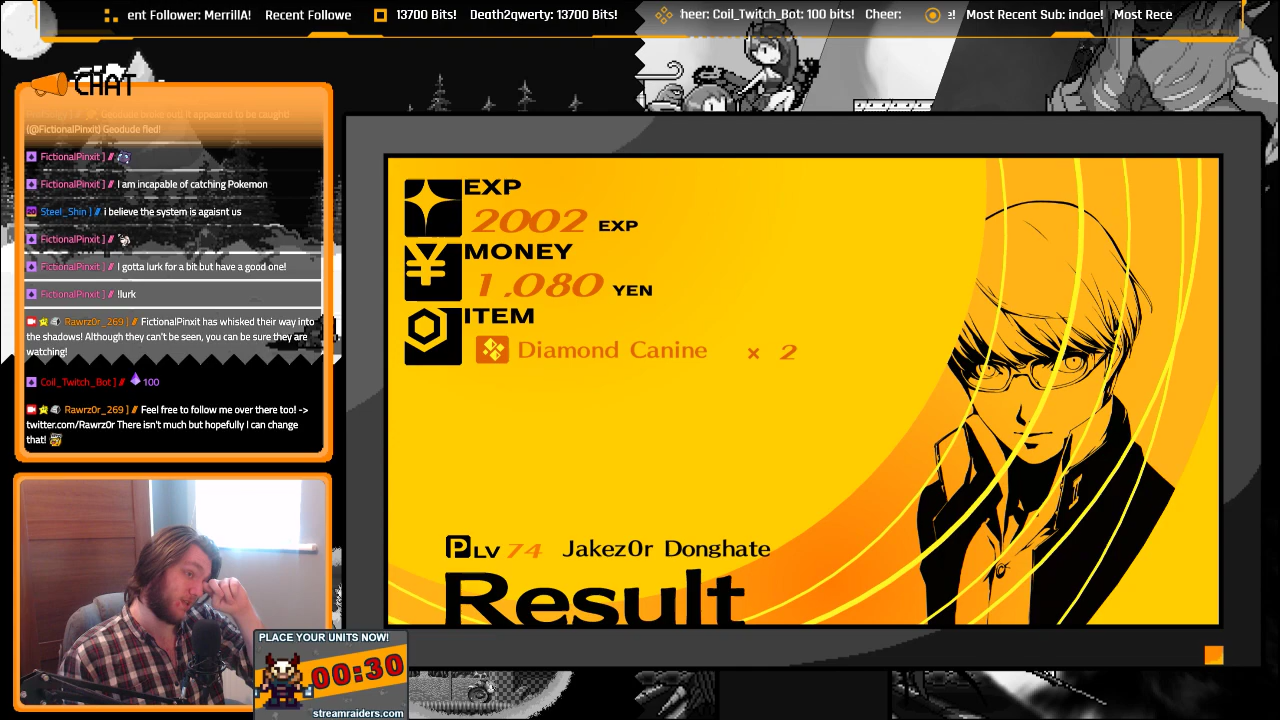 ent Follower: MerrillA! Recent Followe
13700 Bits! Death2qwerty: 13700 Bits!
heer: Coil_Twitch_Bot: 100 bits! Cheer:
e! Most Recent Sub: indae! Most Rece
CHAT
(@FictionalPinxit) Geodude fled!
FictionalPinxit ] //
FictionalPinxit ] // I am incapable of catching Pokemon
Steel_Shin ] // i believe the system is agaisnt us
FictionalPinxit ] //
FictionalPinxit ] // I gotta lurk for a bit but have a good one!
FictionalPinxit ] // !lurk
Rawrz0r_269 ] // FictionalPinxit has whisked their way into
the shadows! Although they can't be seen, you can be sure they are
watching!
Coil_Twitch_Bot ] // 100
Rawrz0r_269 ] // Feel free to follow me over there too! ->
twitter.com/Rawrz0r There isn't much but hopefully I can change
that!
EXP
2002 EXP
MONEY
¥
1,080 YEN
ITEM
Diamond Canine × 2
P LV 74 Jakez0r Donghate
Result
PLACE YOUR UNITS NOW!
00:30
streamraiders.com